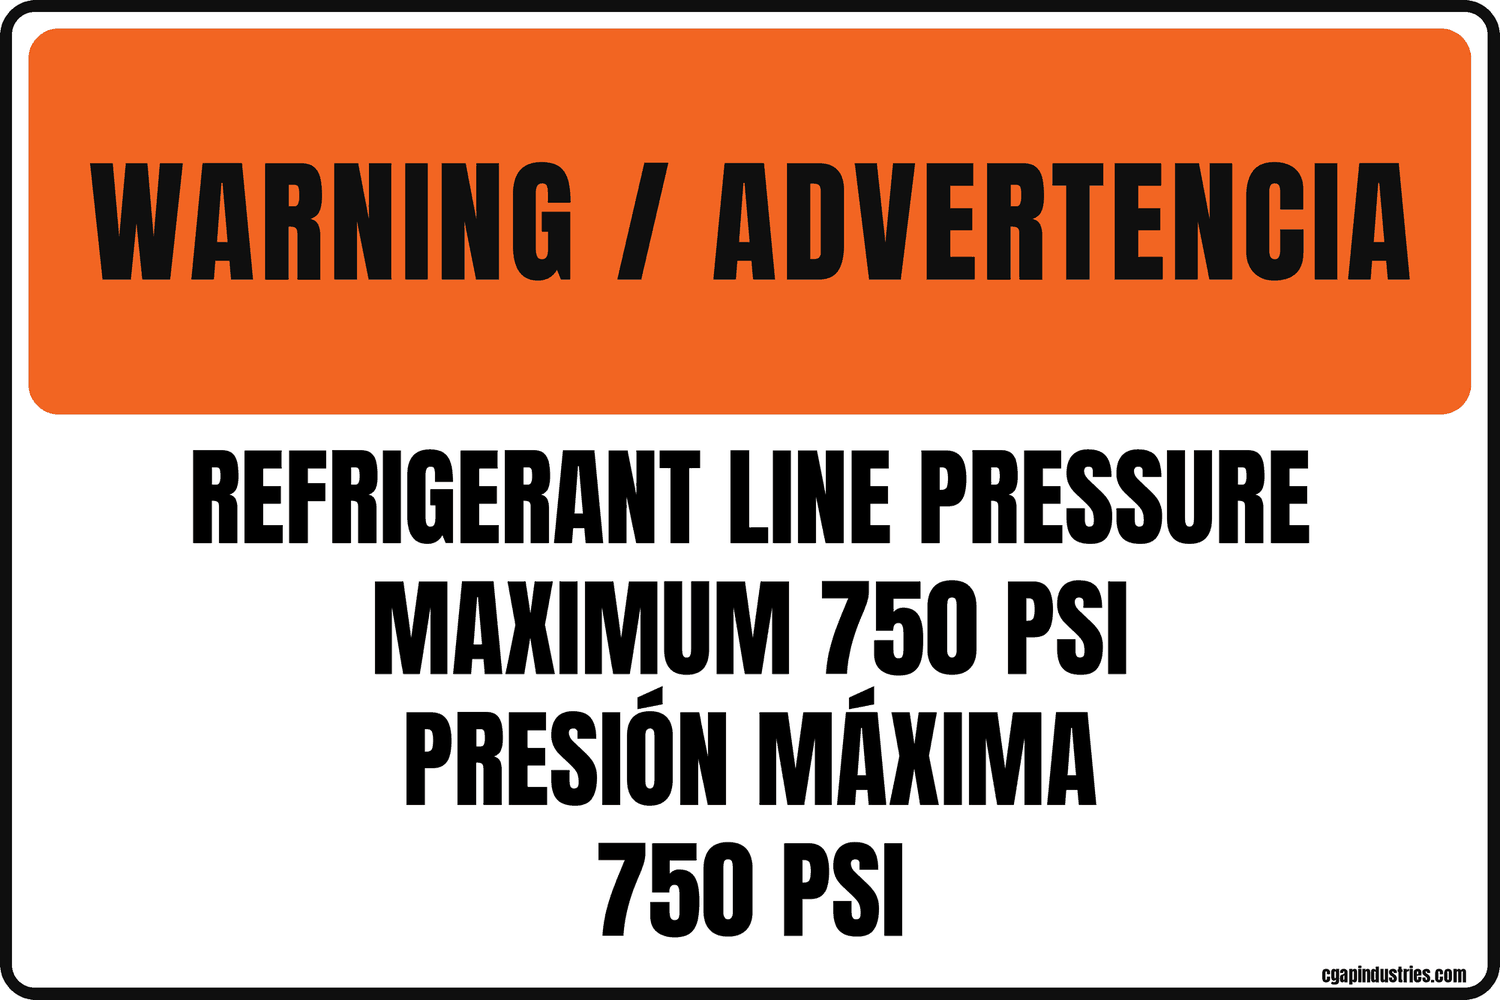 WARNING / ADVERTENCIA
REFRIGERANT LINE PRESSURE
MAXIMUM 750 PSI
PRESIÓN MÁXIMA
750 PSI
cgapindustries.com